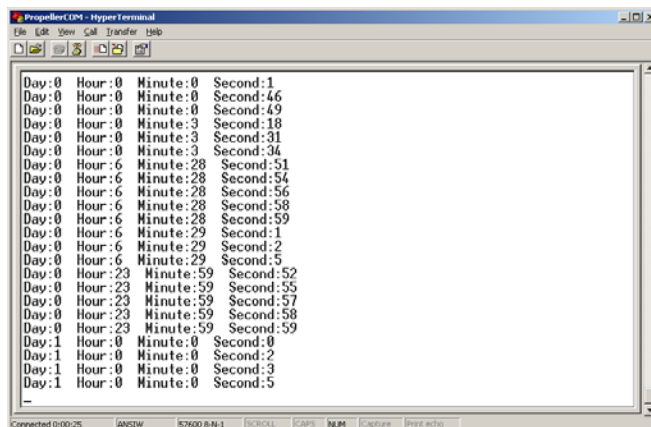 PropellerCOM - HyperTerminal
File Edit View Call Transfer Help
Day:0 Hour:0 Minute:0 Second:1
Day:0 Hour:0 Minute:0 Second:46
Day:0 Hour:0 Minute:0 Second:49
Day:0 Hour:0 Minute:3 Second:18
Day:0 Hour:0 Minute:3 Second:31
Day:0 Hour:0 Minute:3 Second:34
Day:0 Hour:6 Minute:28 Second:51
Day:0 Hour:6 Minute:28 Second:54
Day:0 Hour:6 Minute:28 Second:56
Day:0 Hour:6 Minute:28 Second:58
Day:0 Hour:6 Minute:28 Second:59
Day:0 Hour:6 Minute:29 Second:1
Day:0 Hour:6 Minute:29 Second:2
Day:0 Hour:6 Minute:29 Second:5
Day:0 Hour:23 Minute:59 Second:52
Day:0 Hour:23 Minute:59 Second:55
Day:0 Hour:23 Minute:59 Second:57
Day:0 Hour:23 Minute:59 Second:58
Day:0 Hour:23 Minute:59 Second:59
Day:1 Hour:0 Minute:0 Second:0
Day:1 Hour:0 Minute:0 Second:2
Day:1 Hour:0 Minute:0 Second:3
Day:1 Hour:0 Minute:0 Second:5
_
Connected 0:00:25 ANSIW 57600 8-N-1 SCROLL CAPS NUM Capture Print echo